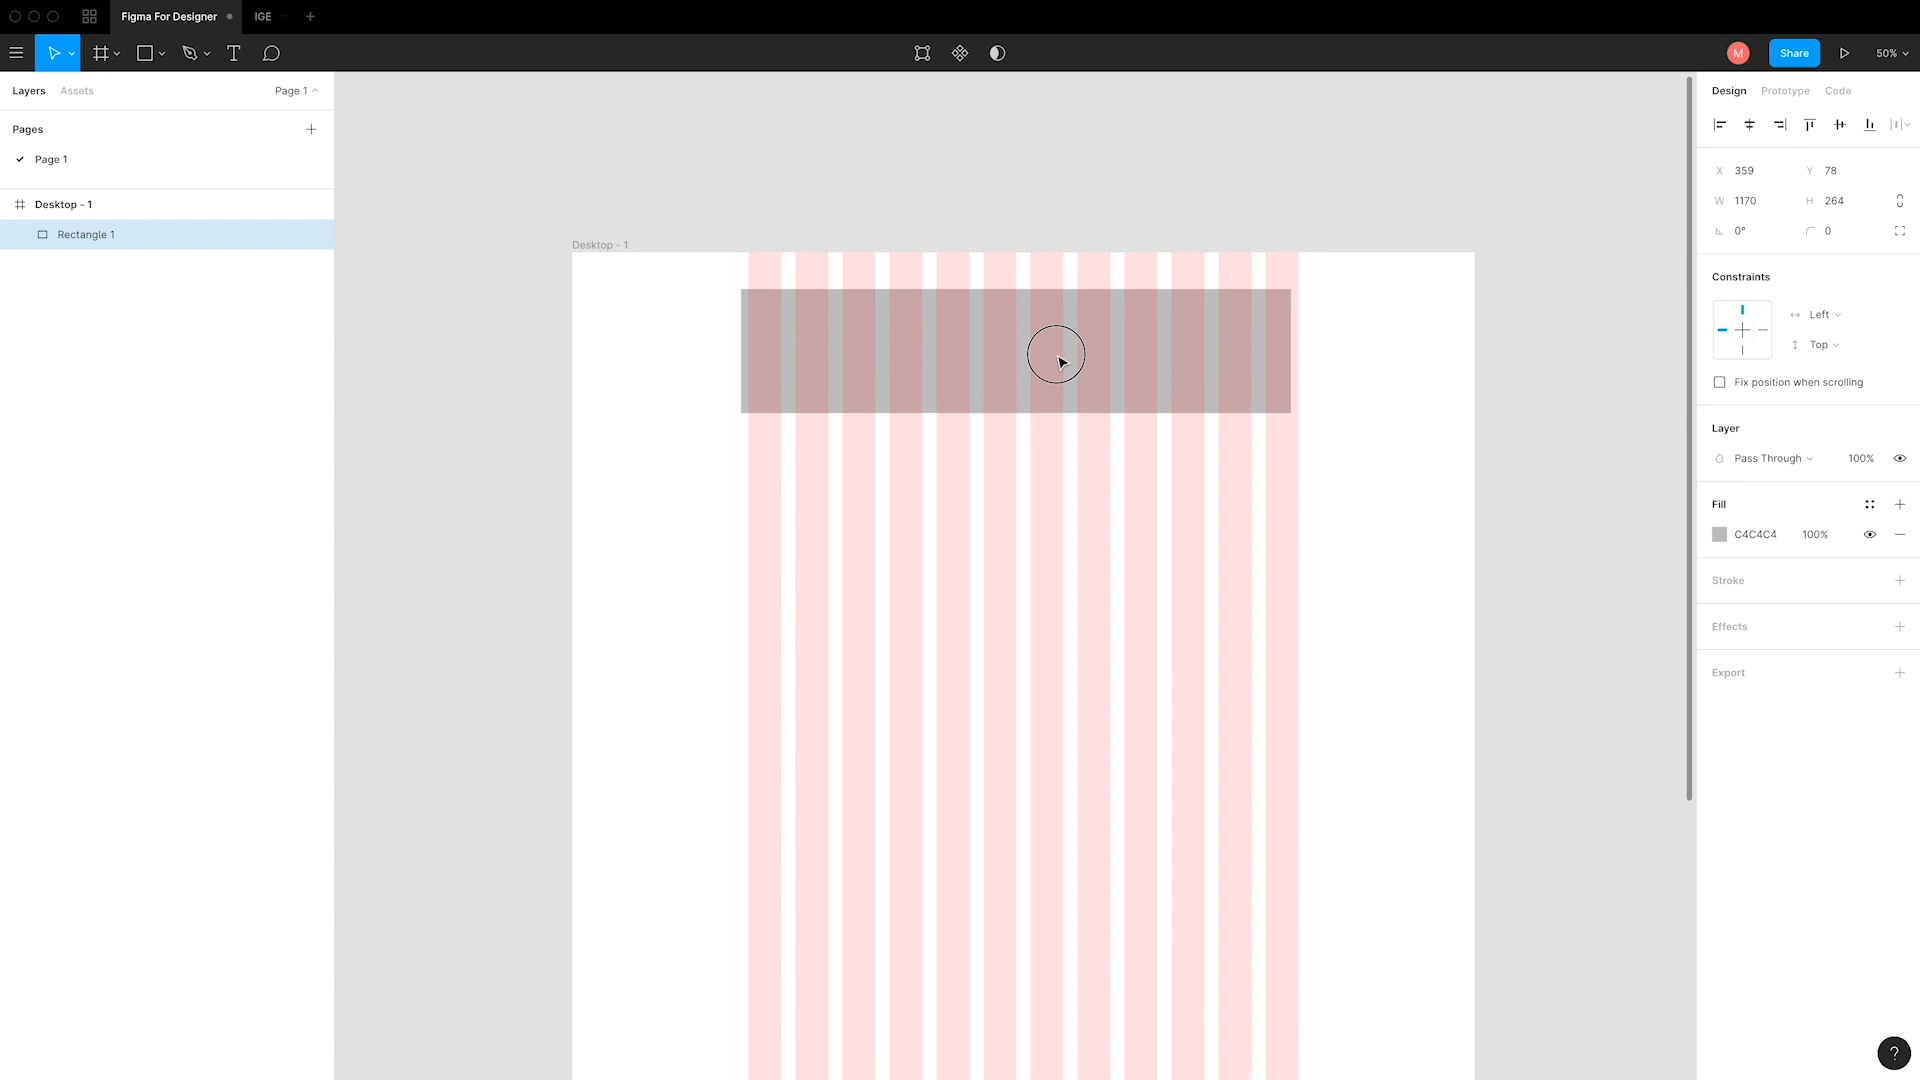 Figma For Designer
IGE
M
Share
50%
Layers
Assets
Page 1
Design
Prototype
Code
Pages
Page 1
X 359
Y 78
Desktop - 1
W 1170
H 264
Rectangle 1
0°
0
Desktop - 1
Constraints
Left
Top
Fix position when scrolling
Layer
Pass Through
100%
Fill
C4C4C4
100%
Stroke
Effects
Export
?